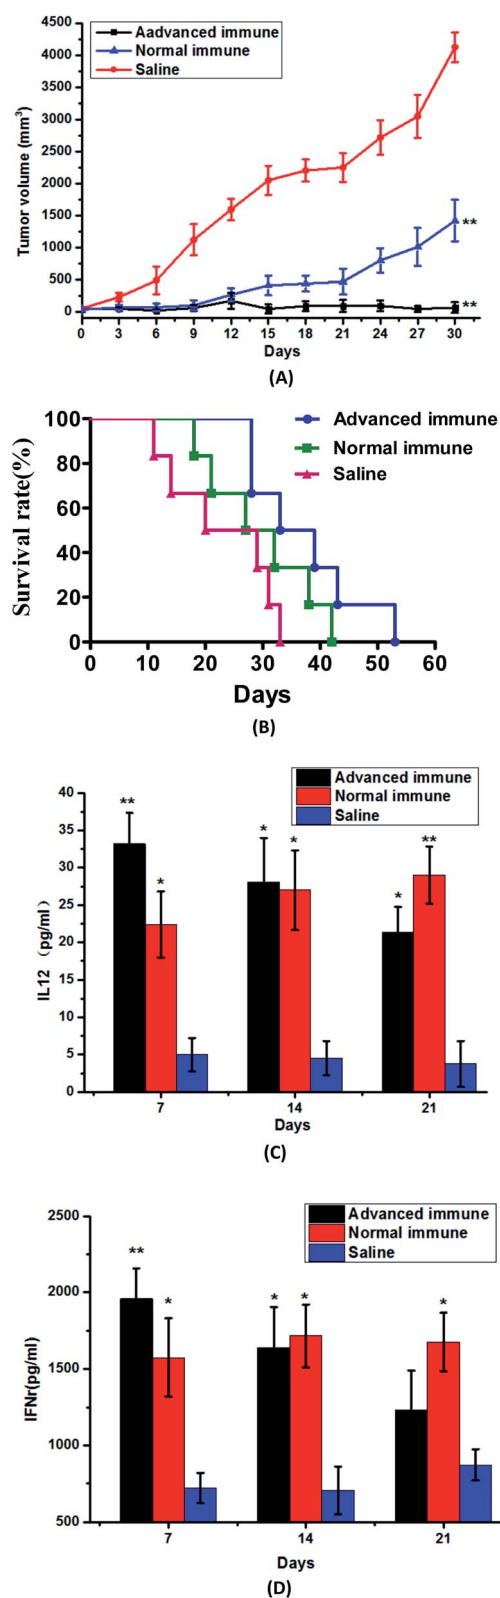 Aadvanced immune
Normal immune
Saline
Tumor volume (mm³)
4500
4000
3500
3000
2500
2000
1500
1000
500
0
**
**
0 3 6 9 12 15 18 21 24 27 30
Days
(A)
Survival rate(%)
100
80
60
40
20
0
Advanced immune
Normal immune
Saline
0 10 20 30 40 50 60
Days
(B)
Advanced immune
Normal immune
Saline
IL12 (pg/ml)
40
35
30
25
20
15
10
5
0
** * * * * **
7 14 21
Days
(C)
Advanced immune
Normal immune
Saline
IFNr(pg/ml)
2500
2000
1500
1000
500
** * * * *
7 14 21
Days
(D)